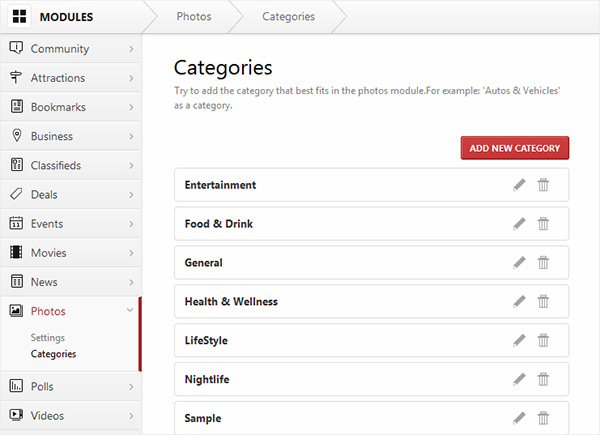 MODULES
Photos
Categories
Community
Attractions
Bookmarks
Business
Classifieds
Deals
Events
Movies
News
Photos
Settings
Categories
Polls
Videos
Categories
Try to add the category that best fits in the photos module.For example: 'Autos & Vehicles'
as a category.
ADD NEW CATEGORY
Entertainment
Food & Drink
General
Health & Wellness
LifeStyle
Nightlife
Sample